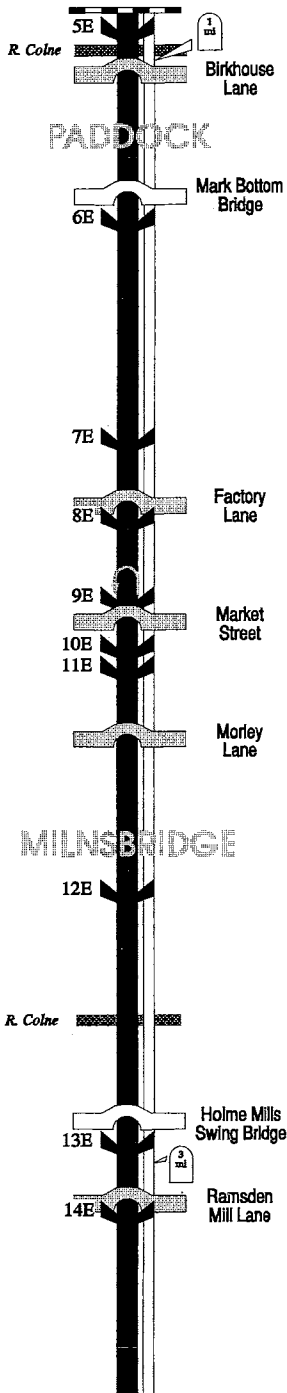 5E
1
mi
R. Colne
Birkhouse
Lane
PADDOCK
Mark Bottom
Bridge
6E
7E
Factory
Lane
8E
9E
Market
Street
10E
11E
Morley
Lane
MILNSBRIDGE
12E
R. Colne
Holme Mills
Swing Bridge
13E
3
mi
Ramsden
Mill Lane
14E